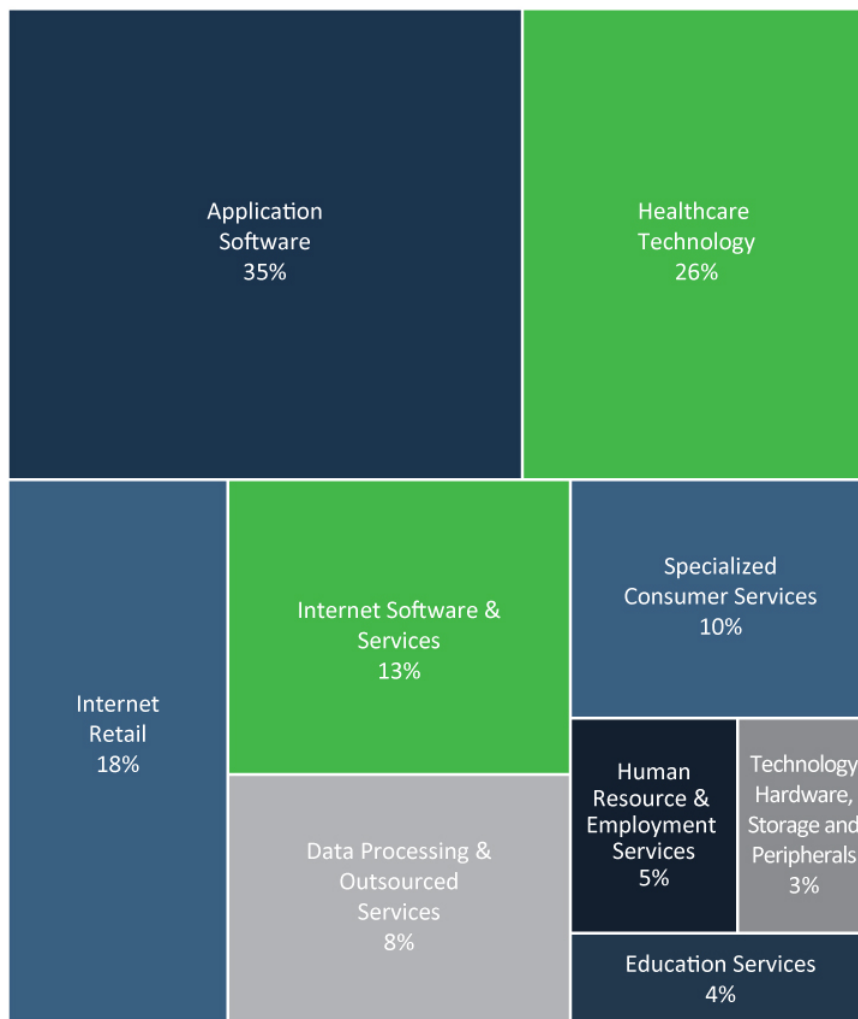 Application
Software
35%
Healthcare
Technology
26%
Internet
Retail
18%
Internet Software &
Services
13%
Data Processing &
Outsourced
Services
8%
Specialized
Consumer Services
10%
Human
Resource &
Employment
Services
5%
Technology
Hardware,
Storage and
Peripherals
3%
Education Services
4%